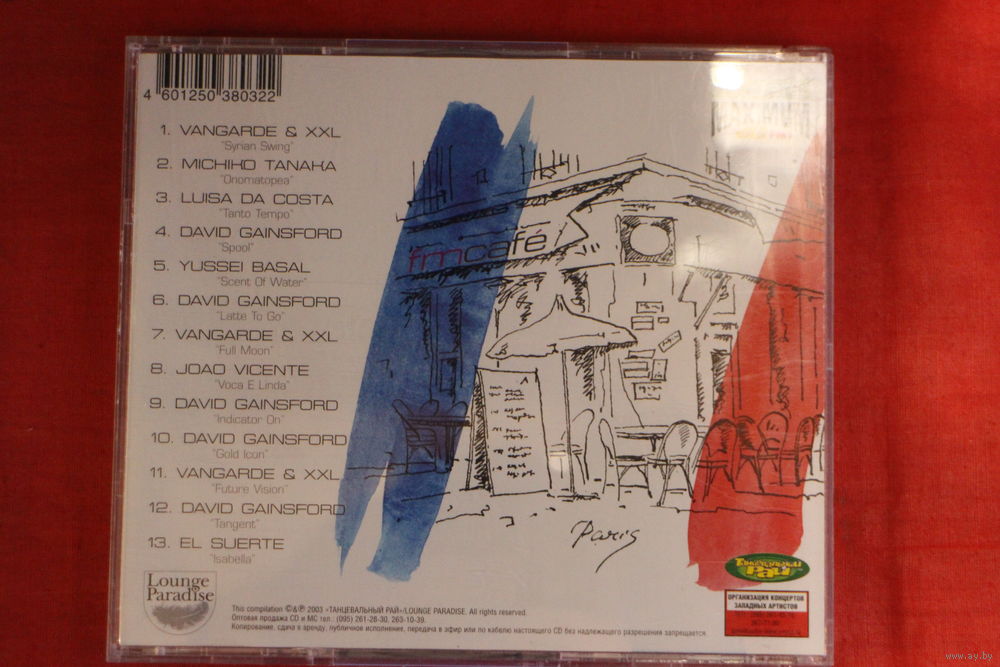 4 601250 380322
1. VANGARDE & XXL
"Syrian Swing"
2. MICHIKO TANAKA
"Onomatopea"
3. LUISA DA COSTA
"Tanto Tempo"
4. DAVID GAINSFORD
"Spool"
5. YUSSEI BASAL
"Scent Of Water"
6. DAVID GAINSFORD
"Latte To Go"
7. VANGARDE & XXL
"Full Moon"
8. JOAO VICENTE
"Voca E Linda"
9. DAVID GAINSFORD
"Indicator On"
10. DAVID GAINSFORD
"Gold Icon"
11. VANGARDE & XXL
"Future Vision"
12. DAVID GAINSFORD
"Tangent"
13. EL SUERTE
"Isabella"
fmcafé
Paris
Lounge
Paradise
Танцевальный
Рай
ОРГАНИЗАЦИЯ КОНЦЕРТОВ
ЗАПАДНЫХ АРТИСТОВ
This compilation ©&℗ 2003 «ТАНЦЕВАЛЬНЫЙ РАЙ»/LOUNGE PARADISE. All rights reserved.
Оптовая продажа CD и МС тел.: (095) 261-28-30, 263-10-39.
Копирование, сдача в аренду, публичное исполнение, передача в эфир или по кабелю настоящего CD без надлежащего разрешения запрещается.
www.ay.by